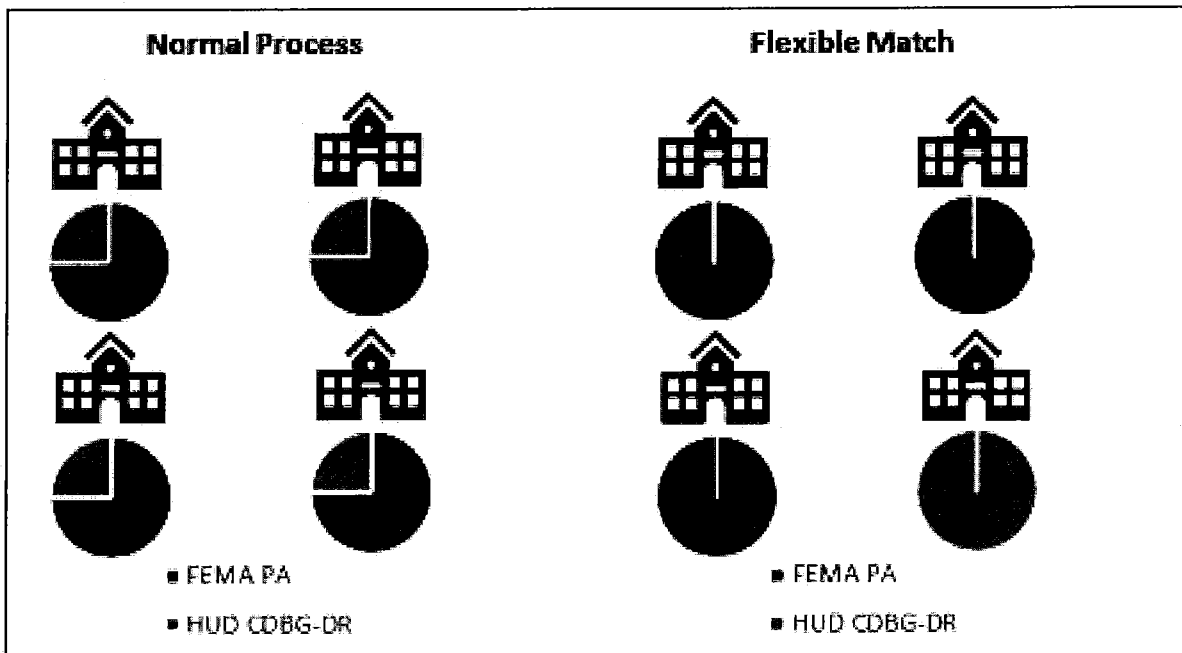 Normal Process
Flexible Match
FEMA PA
HUD CDBG-DR
FEMA PA
HUD CDBG-DR